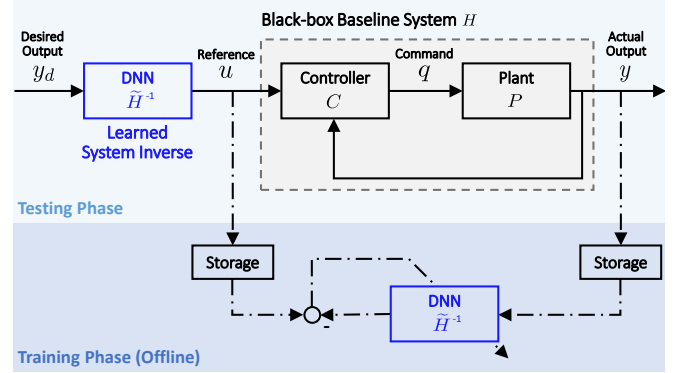 Black-box Baseline System H
Desired
Output
y_d
DNN
H̃ -1
Learned
System Inverse
Reference
u
Controller
C
Command
q
Plant
P
Actual
Output
y
Testing Phase
Storage
Storage
DNN
H̃ -1
-
Training Phase (Offline)